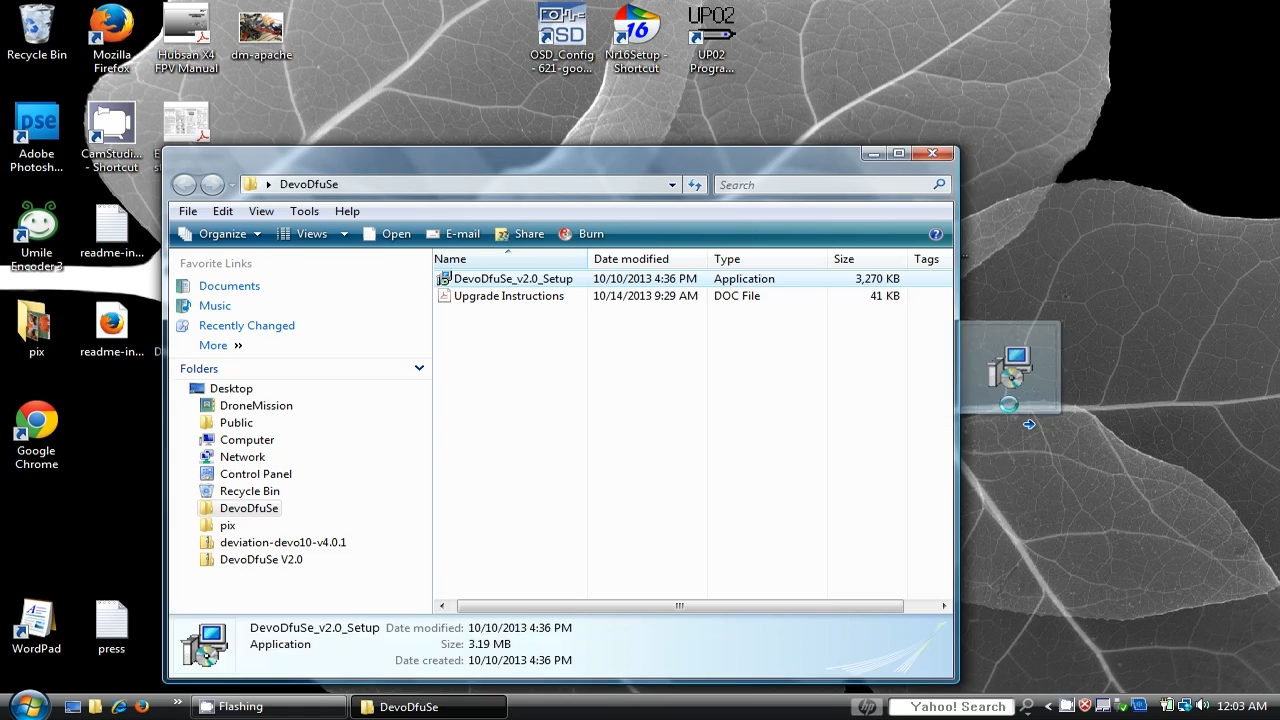 Recycle Bin
Mozilla
Firefox
Hubsan X4
FPV Manual
dm-apache
OSD
OSD_Config
- 621-goo...
16
Nr16Setup -
Shortcut
UP02
UP02
Progra...
pse
Adobe
Photosh...
CamStudi...
- Shortcut
Umile
Encoder 3
readme-in...
pix
readme-in...
Google
Chrome
WordPad
press
DevoDfuSe
Search
File
Edit
View
Tools
Help
Organize
Views
Open
E-mail
Share
Burn
Favorite Links
Documents
Music
Recently Changed
More »
Folders
Desktop
DroneMission
Public
Computer
Network
Control Panel
Recycle Bin
DevoDfuSe
pix
deviation-devo10-v4.0.1
DevoDfuSe V2.0
Name Date modified Type Size Tags
DevoDfuSe_v2.0_Setup 10/10/2013 4:36 PM Application 3,270 KB
Upgrade Instructions 10/14/2013 9:29 AM DOC File 41 KB
DevoDfuSe_v2.0_Setup Date modified: 10/10/2013 4:36 PM
Application Size: 3.19 MB
Date created: 10/10/2013 4:36 PM
Flashing
DevoDfuSe
hp
Yahoo! Search
12:03 AM